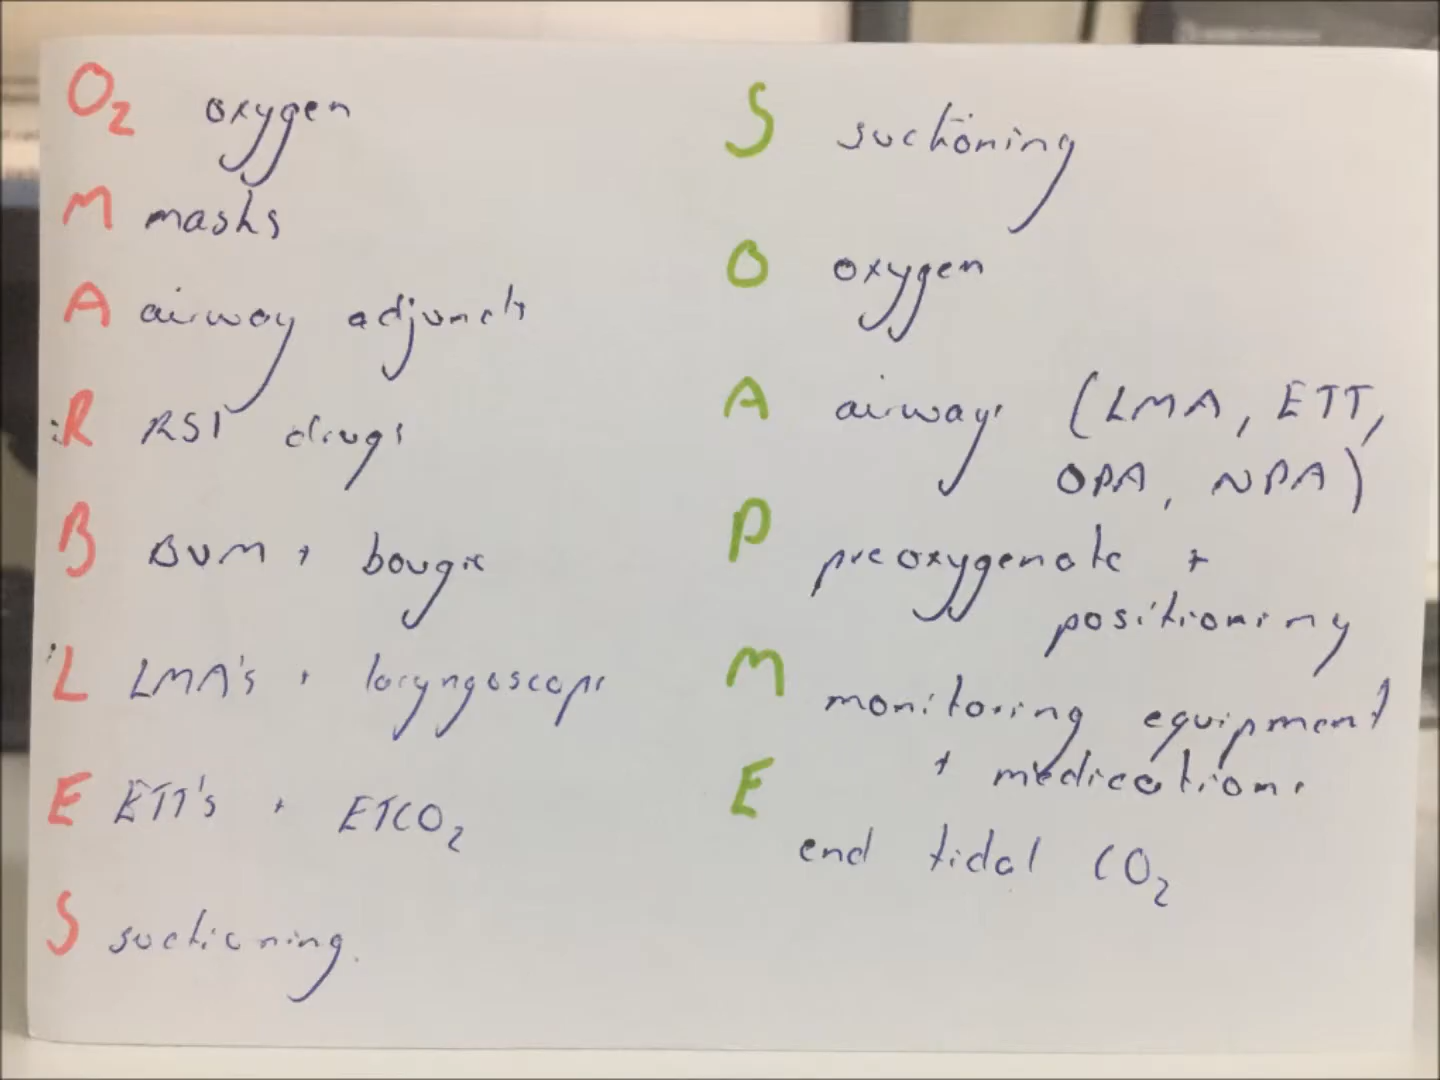 O2 oxygen
M masks
A airway adjuncts
R RSI drugs
B BVM + bougie
L LMA's + laryngoscope
E ETT's + ETCO2
S suctioning.
S suctioning
O oxygen
A airways (LMA, ETT,
OPA, NPA)
P preoxygenate +
positioning
M monitoring equipment
+ medications
E end tidal CO2